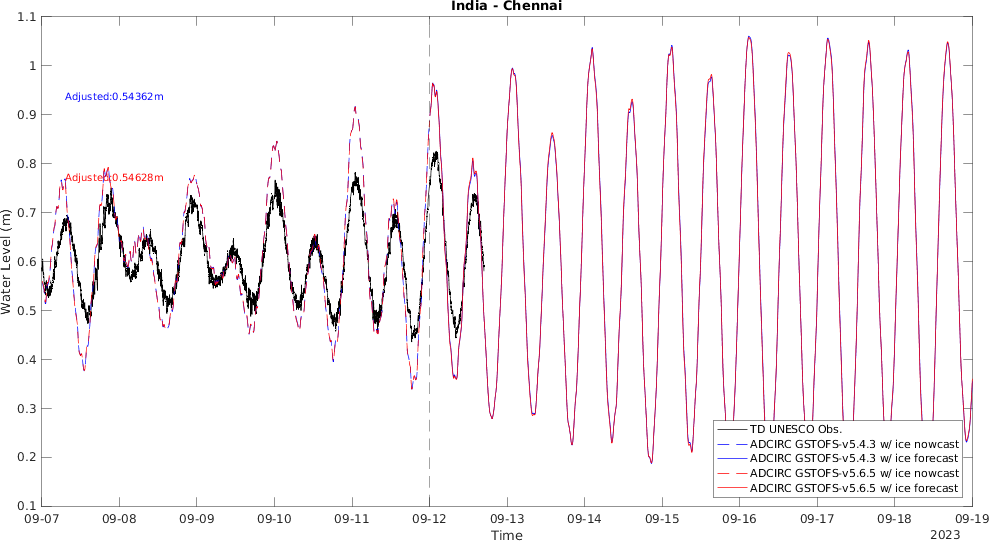 India - Chennai
1.1
1
0.9
0.8
0.7
0.6
0.5
0.4
0.3
0.2
0.1
Water Level (m)
Adjusted:0.54362m
Adjusted:0.54628m
TD UNESCO Obs.
ADCIRC GSTOFS-v5.4.3 w/ ice nowcast
ADCIRC GSTOFS-v5.4.3 w/ ice forecast
ADCIRC GSTOFS-v5.6.5 w/ ice nowcast
ADCIRC GSTOFS-v5.6.5 w/ ice forecast
09-07 09-08 09-09 09-10 09-11 09-12 09-13 09-14 09-15 09-16 09-17 09-18 09-19
Time
2023